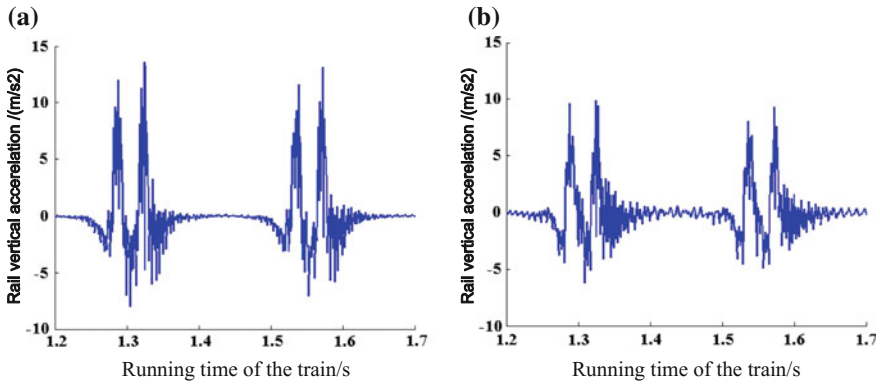 (a)
Rail vertical accerelation /(m/s2)
15
10
5
0
-5
-10
1.2 1.3 1.4 1.5 1.6 1.7
Running time of the train/s
(b)
Rail vertical accerelation /(m/s2)
15
10
5
0
-5
-10
1.2 1.3 1.4 1.5 1.6 1.7
Running time of the train/s